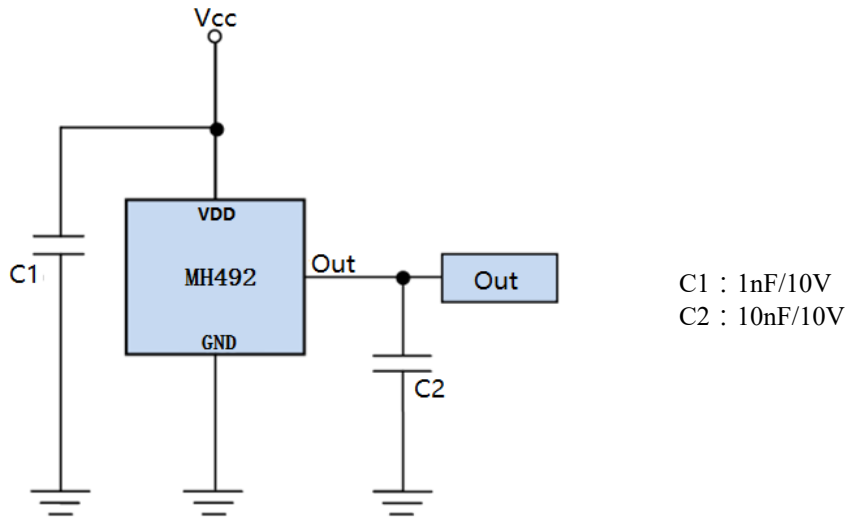 Vcc
VDD
C1
MH492
Out
Out
GND
C2
C1：1nF/10V
C2：10nF/10V